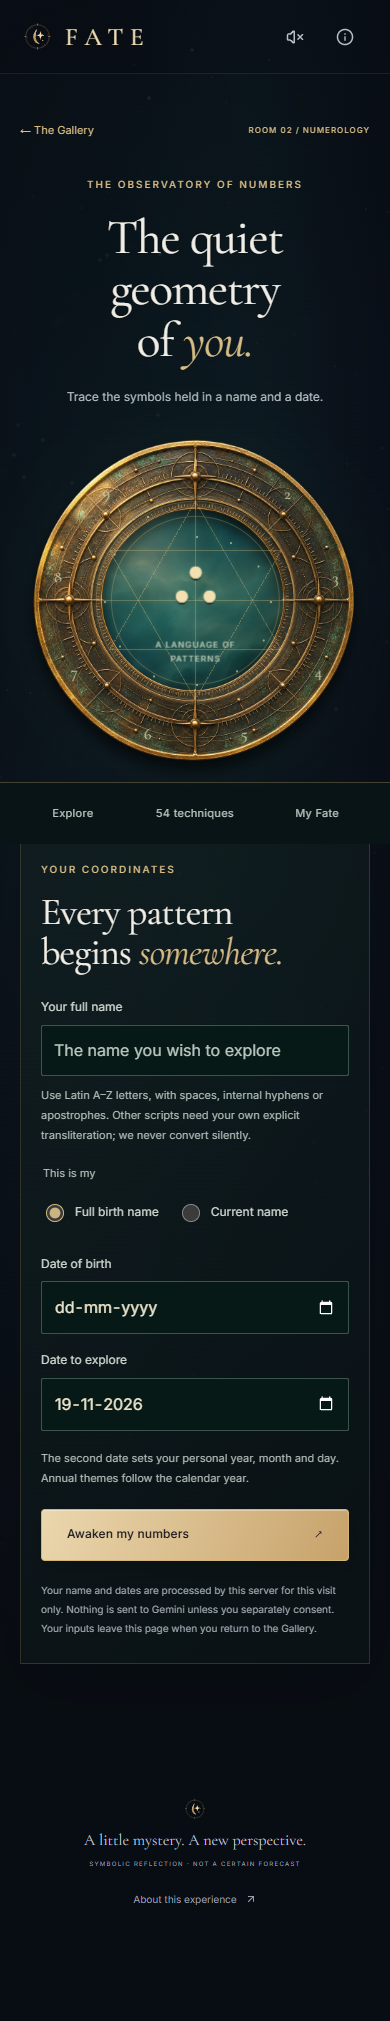 FATE
← The Gallery
ROOM 02 / NUMEROLOGY
THE OBSERVATORY OF NUMBERS
The quiet
geometry
of you.
Trace the symbols held in a name and a date.
9
2
8
3
7
4
6
5
A LANGUAGE OF
PATTERNS
Explore
54 techniques
My Fate
YOUR COORDINATES
Every pattern
begins somewhere.
Your full name
The name you wish to explore
Use Latin A–Z letters, with spaces, internal hyphens or
apostrophes. Other scripts need your own explicit
transliteration; we never convert silently.
This is my
Full birth name
Current name
Date of birth
dd-mm-yyyy
Date to explore
19-11-2026
The second date sets your personal year, month and day.
Annual themes follow the calendar year.
Awaken my numbers ↗
Your name and dates are processed by this server for this visit
only. Nothing is sent to Gemini unless you separately consent.
Your inputs leave this page when you return to the Gallery.
A little mystery. A new perspective.
SYMBOLIC REFLECTION · NOT A CERTAIN FORECAST
About this experience ↗